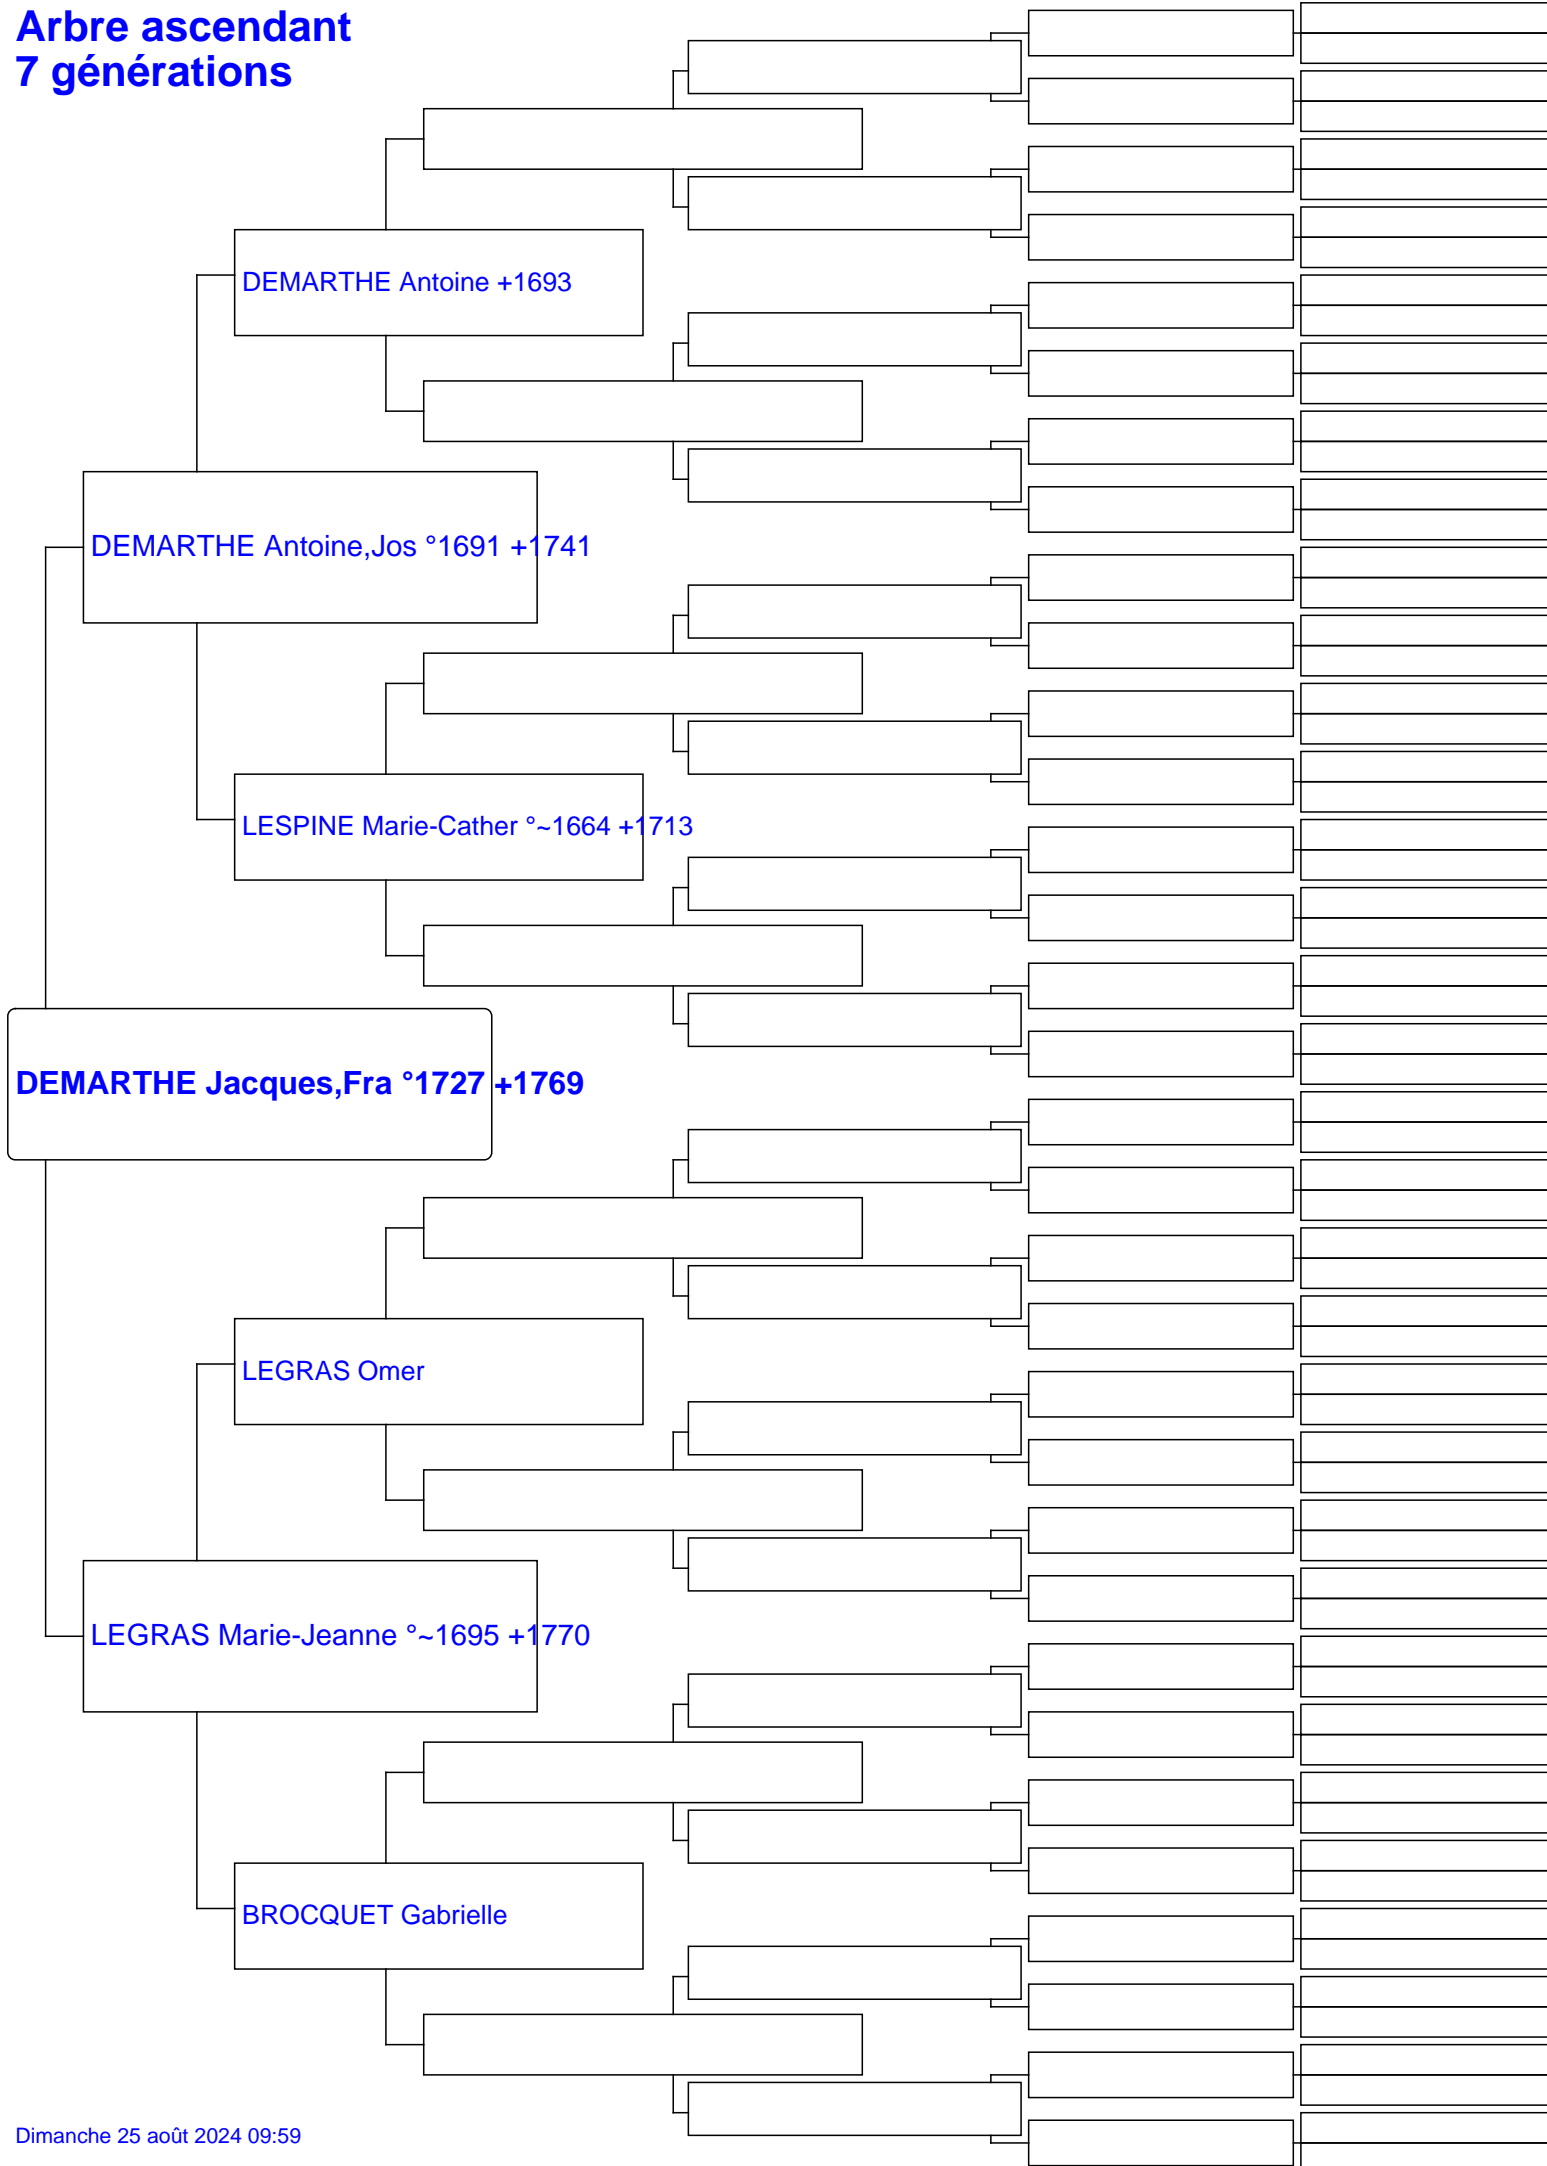 Arbre ascendant
7 générations
DEMARTHE Antoine +1693
DEMARTHE Antoine,Jos °1691 +1741
LESPINE Marie-Cather °~1664 +1713
DEMARTHE Jacques,Fra °1727 +1769
LEGRAS Omer
LEGRAS Marie-Jeanne °~1695 +1770
BROCQUET Gabrielle
Dimanche 25 août 2024 09:59